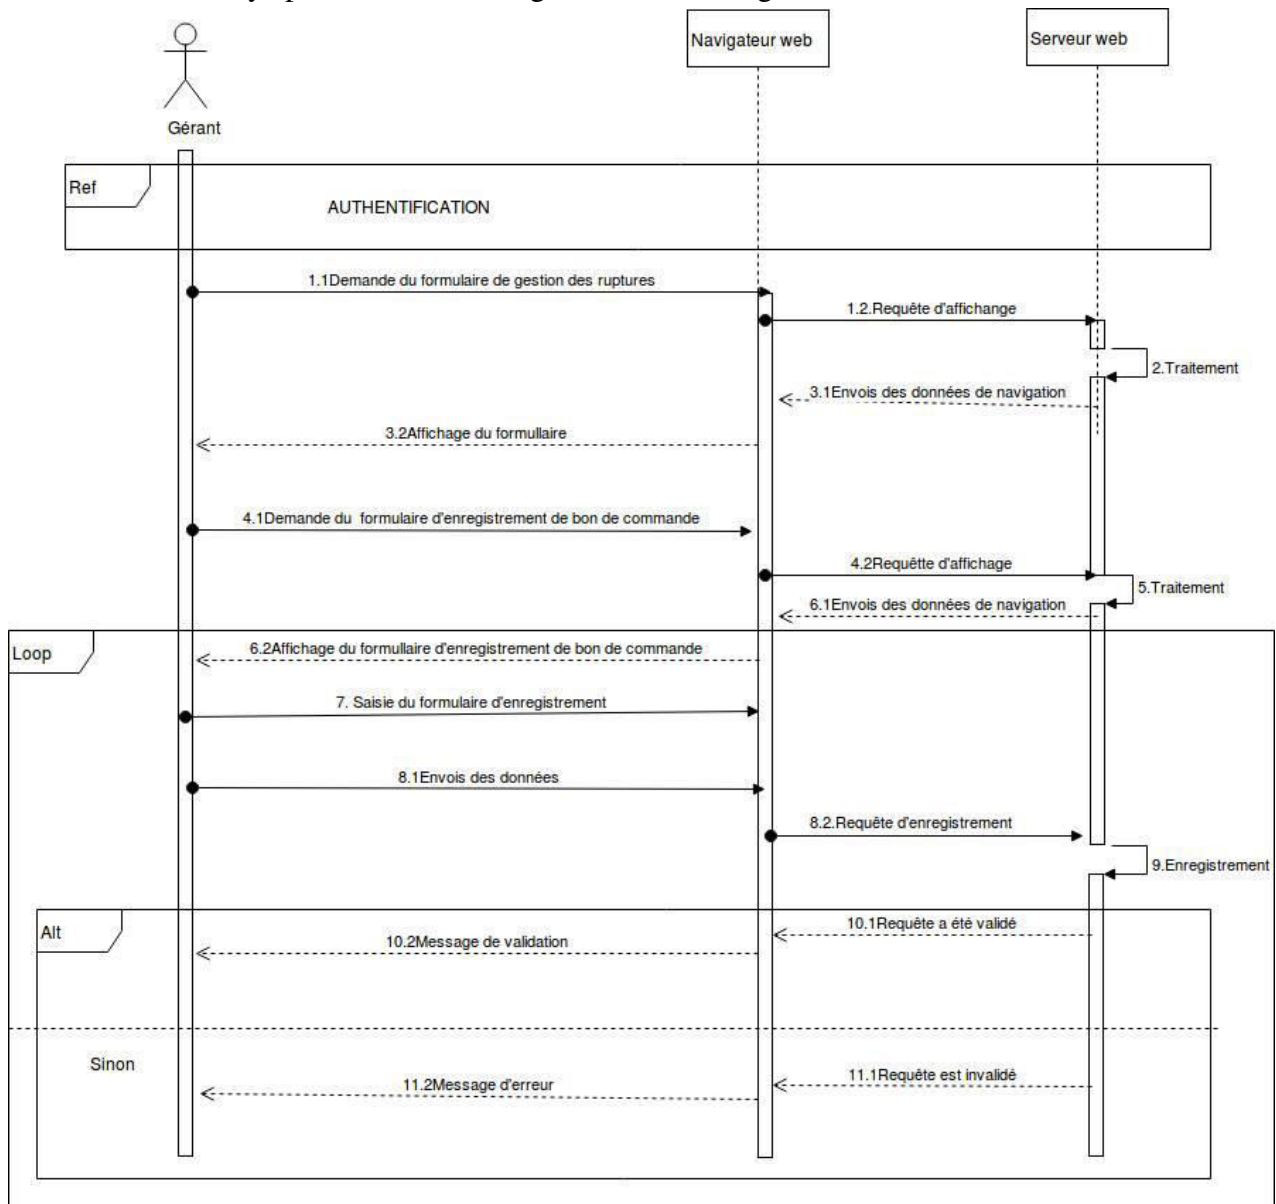 Navigateur web
Serveur web
Gérant
Ref
AUTHENTIFICATION
1.1Demande du formulaire de gestion des ruptures
1.2.Requête d'affichange
2.Traitement
3.1Envois des données de navigation
3.2Affichage du formullaire
4.1Demande du formulaire d'enregistrement de bon de commande
4.2Requêtte d'affichage
5.Traitement
6.1Envois des données de navigation
Loop
6.2Affichage du formullaire d'enregistrement de bon de commande
7. Saisie du formulaire d'enregistrement
8.1Envois des données
8.2.Requête d'enregistrement
9.Enregistrement
Alt
10.1Requête a été validé
10.2Message de validation
Sinon
11.1Requête est invalidé
11.2Message d'erreur